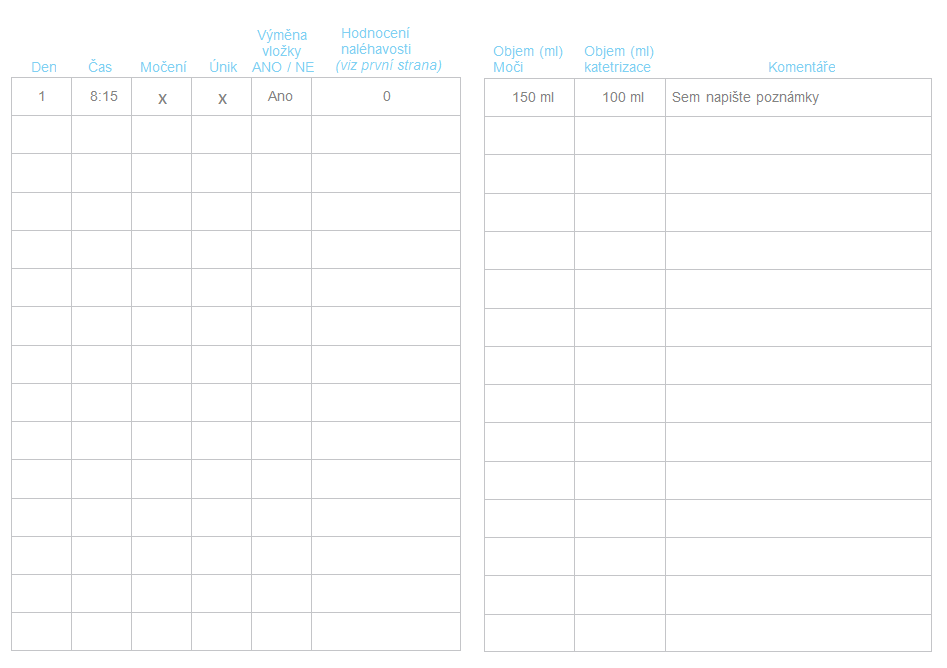 Den
Čas
Močení
Únik
Výměna
vložky
ANO / NE
Hodnocení
naléhavosti
(viz první strana)
Objem (ml)
Moči
Objem (ml)
katetrizace
Komentáře
1
8:15
x
x
Ano
0
150 ml
100 ml
Sem napište poznámky